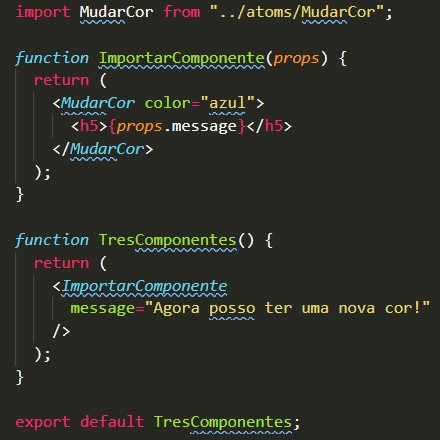 import MudarCor from "../atoms/MudarCor";
function ImportarComponente(props) {
return (
<MudarCor color="azul">
<h5>{props.message}</h5>
</MudarCor>
);
}
function TresComponentes() {
return (
<ImportarComponente
message="Agora posso ter uma nova cor!"
/>
);
}
export default TresComponentes;